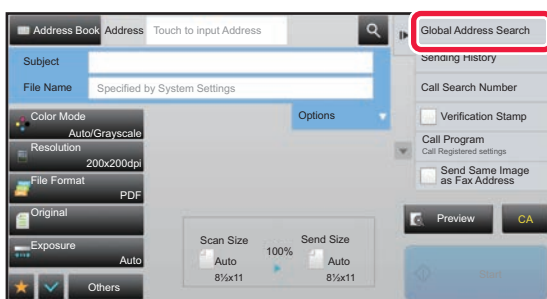 Address Book Address Touch to input Address
Subject
File Name Specified by System Settings
Options
Color Mode
Auto/Grayscale
Resolution
200x200dpi
File Format
PDF
Original
Exposure
Auto
Others
Scan Size
Auto
8½x11
100%
Send Size
Auto
8½x11
Global Address Search
Sending History
Call Search Number
Verification Stamp
Call Program
Call Registered settings
Send Same Image
as Fax Address
Preview
CA
Start